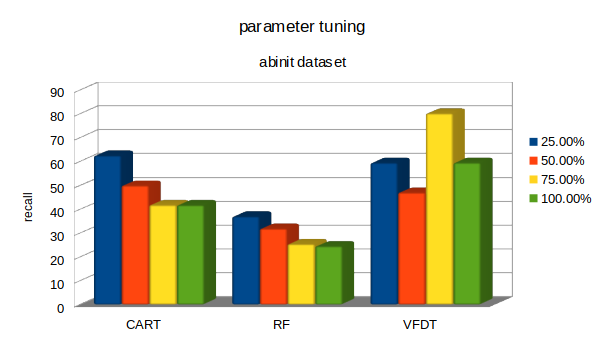 parameter tuning
abinit dataset
90
80
70
60
50
40
30
20
10
0
recall
CART
RF
VFDT
25.00%
50.00%
75.00%
100.00%